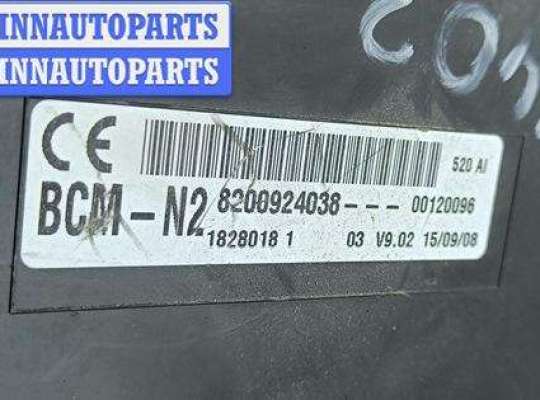 INNAUTOPARTS
INNAUTOPARTS
CE
520 AI
BCM-N2 8200924038--- 00120096
1828018 1 03 V9.02 15/09/08